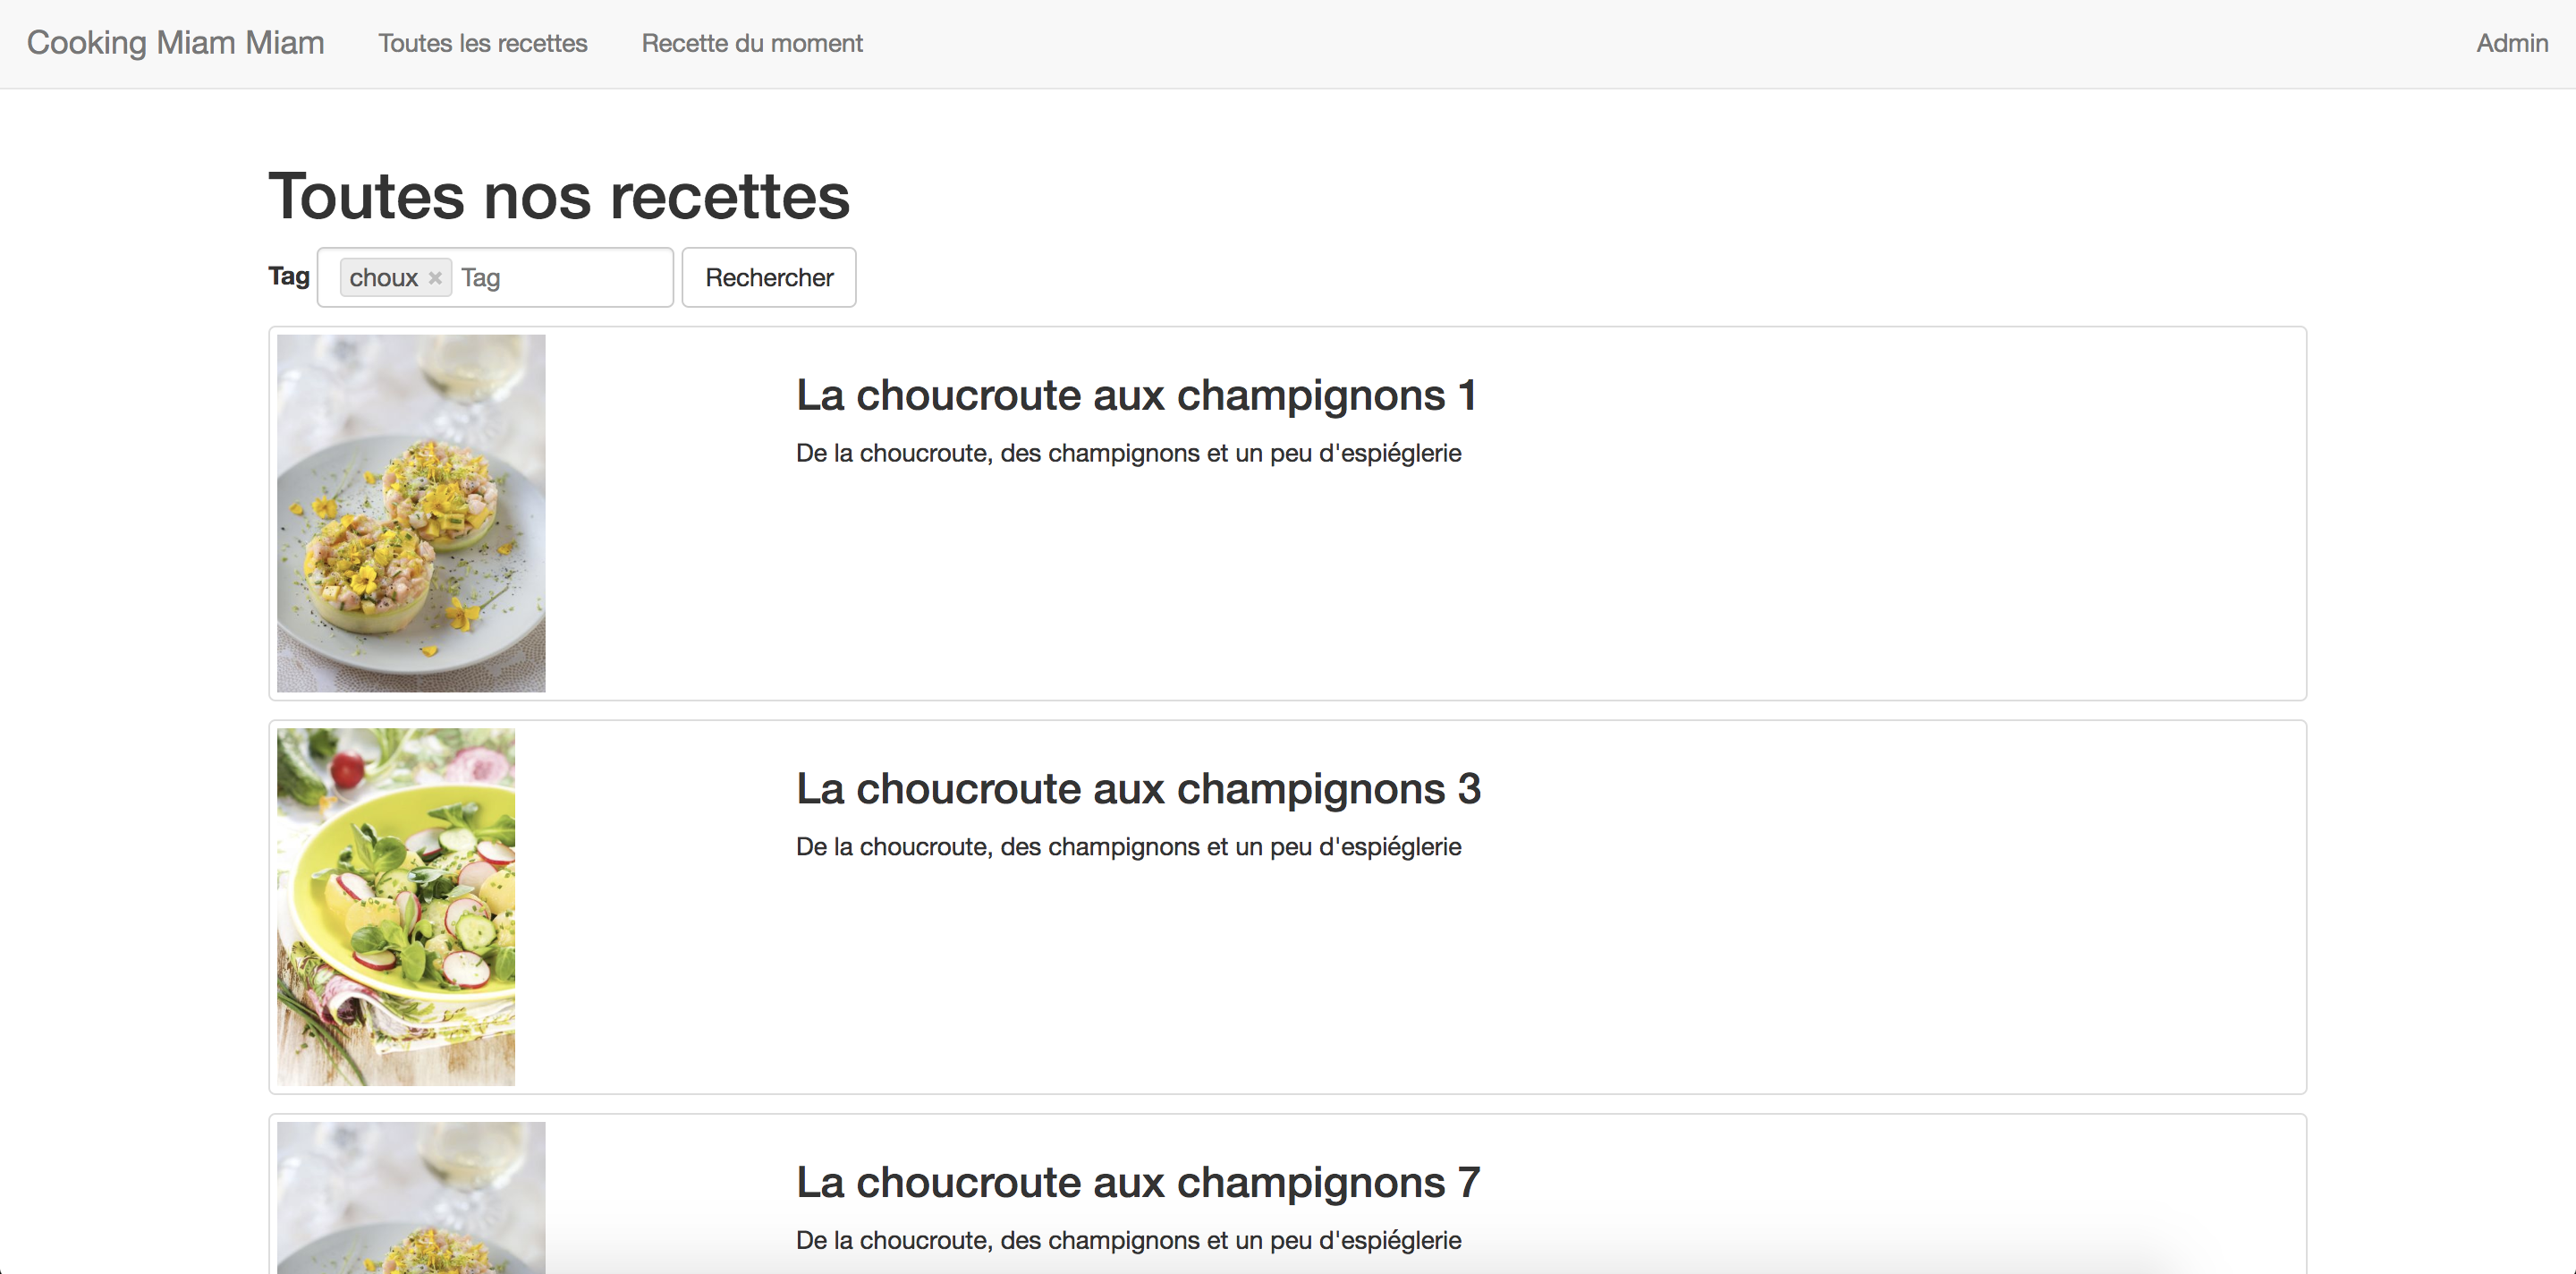 Cooking Miam Miam Toutes les recettes Recette du moment Admin
Toutes nos recettes
Tag choux × Tag Rechercher
La choucroute aux champignons 1
De la choucroute, des champignons et un peu d'espiéglerie
La choucroute aux champignons 3
De la choucroute, des champignons et un peu d'espiéglerie
La choucroute aux champignons 7
De la choucroute, des champignons et un peu d'espiéglerie